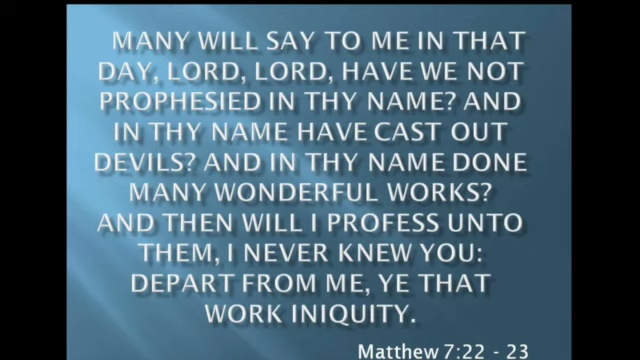 MANY WILL SAY TO ME IN THAT
DAY, LORD, LORD, HAVE WE NOT
PROPHESIED IN THY NAME? AND
IN THY NAME HAVE CAST OUT
DEVILS? AND IN THY NAME DONE
MANY WONDERFUL WORKS?
AND THEN WILL I PROFESS UNTO
THEM, I NEVER KNEW YOU:
DEPART FROM ME, YE THAT
WORK INIQUITY.
Matthew 7:22 - 23